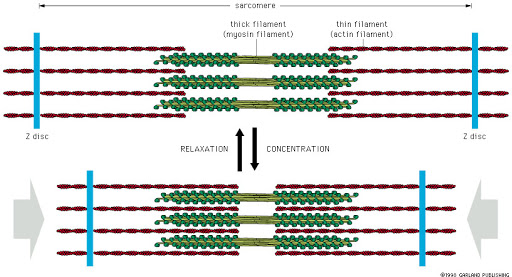 sarcomere
thick filament
(myosin filament)
thin filament
(actin filament)
Z disc
Z disc
RELAXATION
CONCENTRATION
©1998 GARLAND PUBLISHING